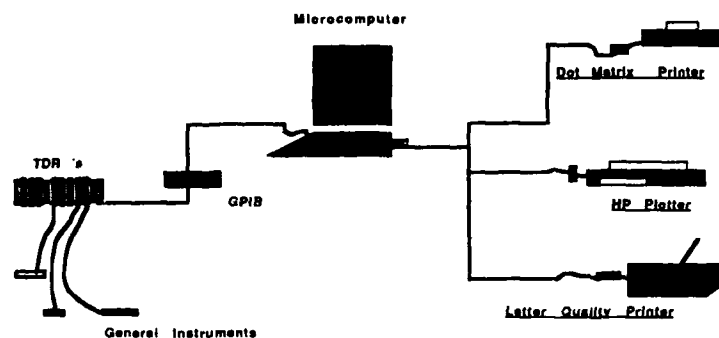 Microcomputer
Dot Matrix Printer
TDR 's
GPIB
HP Plotter
Letter Quality Printer
General Instruments